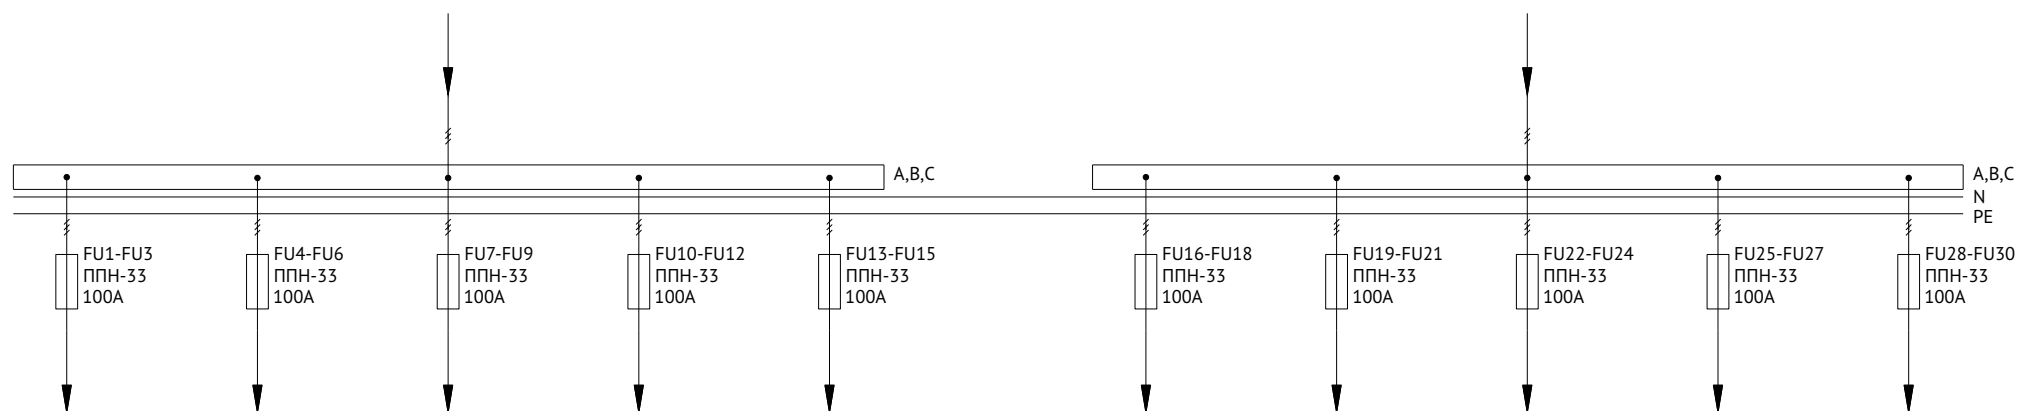 A,B,C
A,B,C
N
PE
FU1-FU3
ППН-33
100А
FU4-FU6
ППН-33
100А
FU7-FU9
ППН-33
100А
FU10-FU12
ППН-33
100А
FU13-FU15
ППН-33
100А
FU16-FU18
ППН-33
100А
FU19-FU21
ППН-33
100А
FU22-FU24
ППН-33
100А
FU25-FU27
ППН-33
100А
FU28-FU30
ППН-33
100А